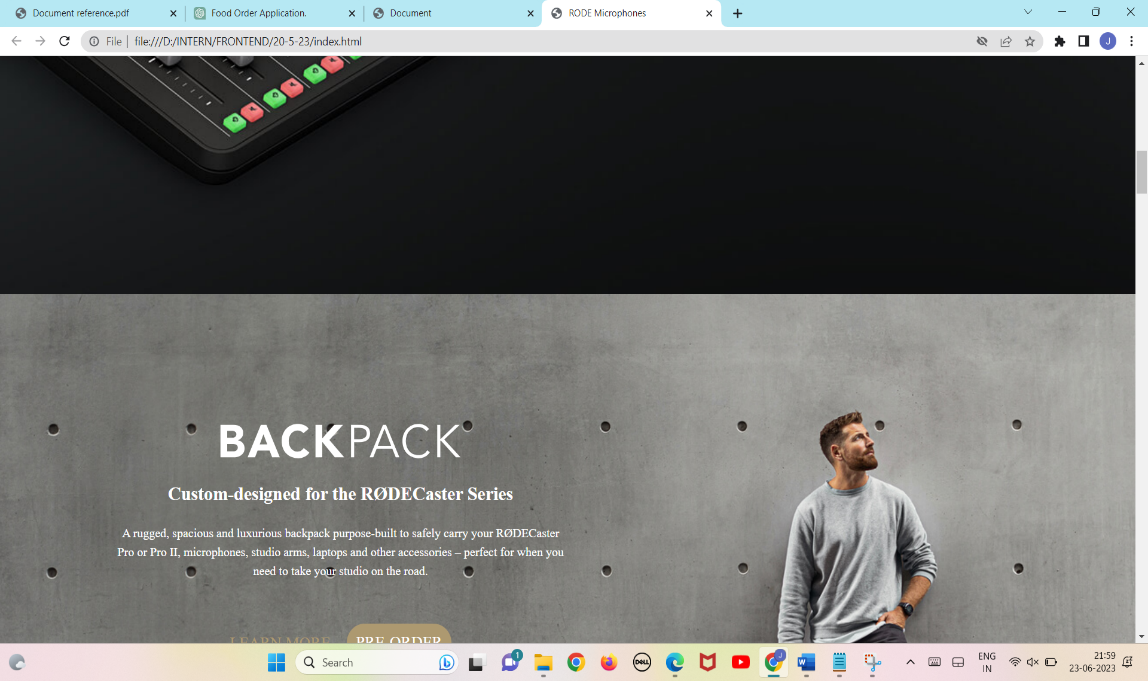 Document reference.pdf
Food Order Application.
Document
RODE Microphones
File
file:///D:/INTERN/FRONTEND/20-5-23/index.html
J
BACKPACK
Custom-designed for the RØDECaster Series
A rugged, spacious and luxurious backpack purpose-built to safely carry your RØDECaster
Pro or Pro II, microphones, studio arms, laptops and other accessories – perfect for when you
need to take your studio on the road.
LEARN MORE
PRE-ORDER
Search
1
DELL
J
W
ENG
IN
21:59
23-06-2023